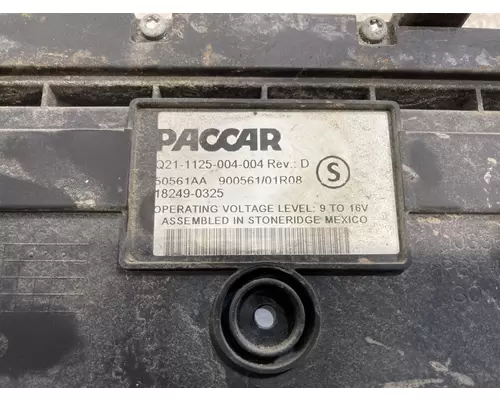 PACCAR
Q21-1125-004-004 Rev.: D
50561AA 900561/01R08
S
18249-0325
OPERATING VOLTAGE LEVEL: 9 TO 16V
ASSEMBLED IN STONERIDGE MEXICO